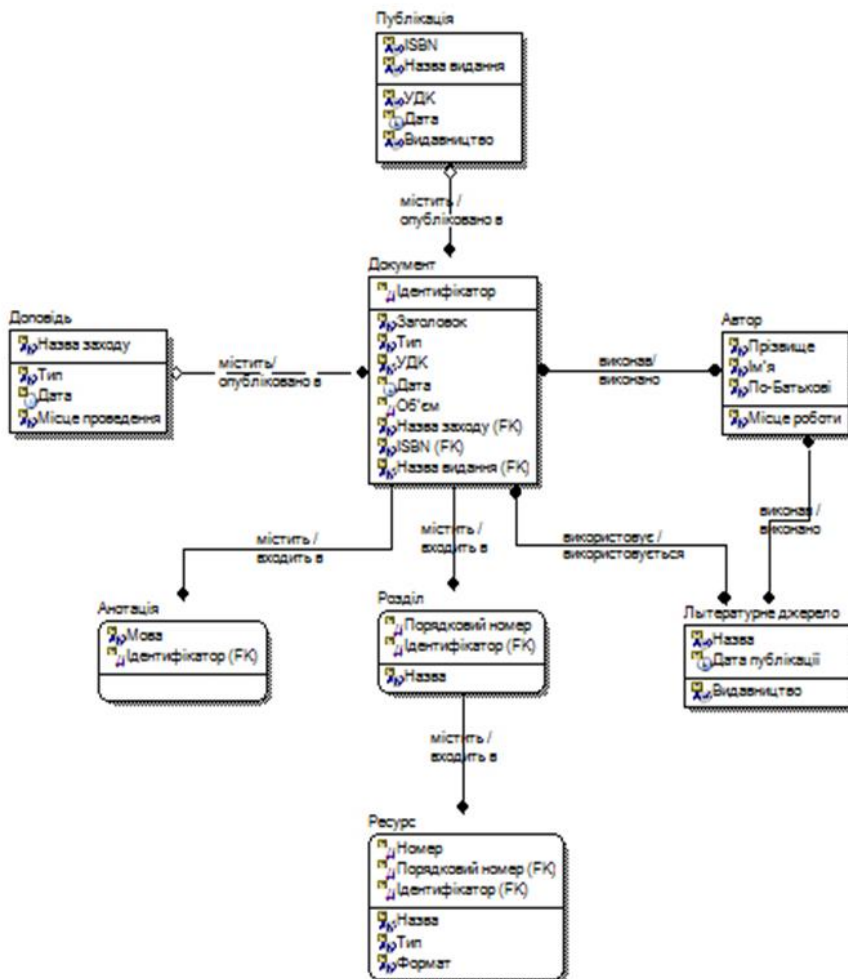 Публікація
ISBN
Назва видання
УДК
Дата
Видавництво
містить /
опубліковано в
Документ
Ідентифікатор
Заголовок
Тип
УДК
Дата
Об'єм
Назва заходу (FK)
ISBN (FK)
Назва видання (FK)
Доповідь
Назва заходу
Тип
Дата
Місце проведення
містить/
опубліковано в
Автор
Прізвище
Ім'я
По-Батькові
Місце роботи
виконав/
виконано
містить /
входить в
містить /
входить в
використовує /
використовується
виконав /
виконано
Анотація
Мова
Ідентифікатор (FK)
Розділ
Порядковий номер
Ідентифікатор (FK)
Назва
Лытературне джерело
Назва
Дата публікації
Видавництво
містить /
входить в
Ресурс
Номер
Порядковий номер (FK)
Ідентифікатор (FK)
Назва
Тип
Формат